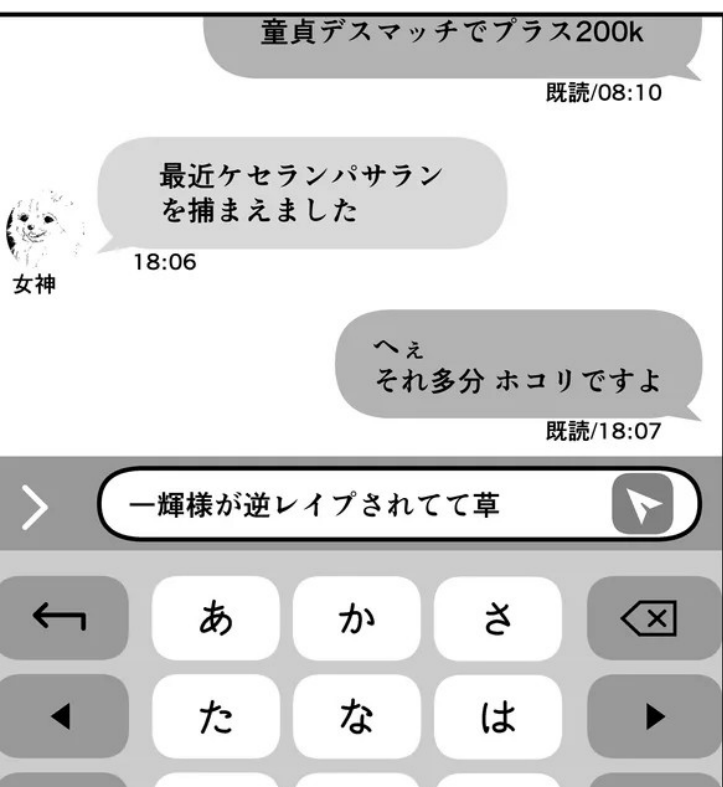 童貞デスマッチでプラス200k
既読/08:10
最近ケセランパサラン
を捕まえました
18:06
女神
へぇ
それ多分 ホコリですよ
既読/18:07
一輝様が逆レイプされてて草
あ か さ
た な は